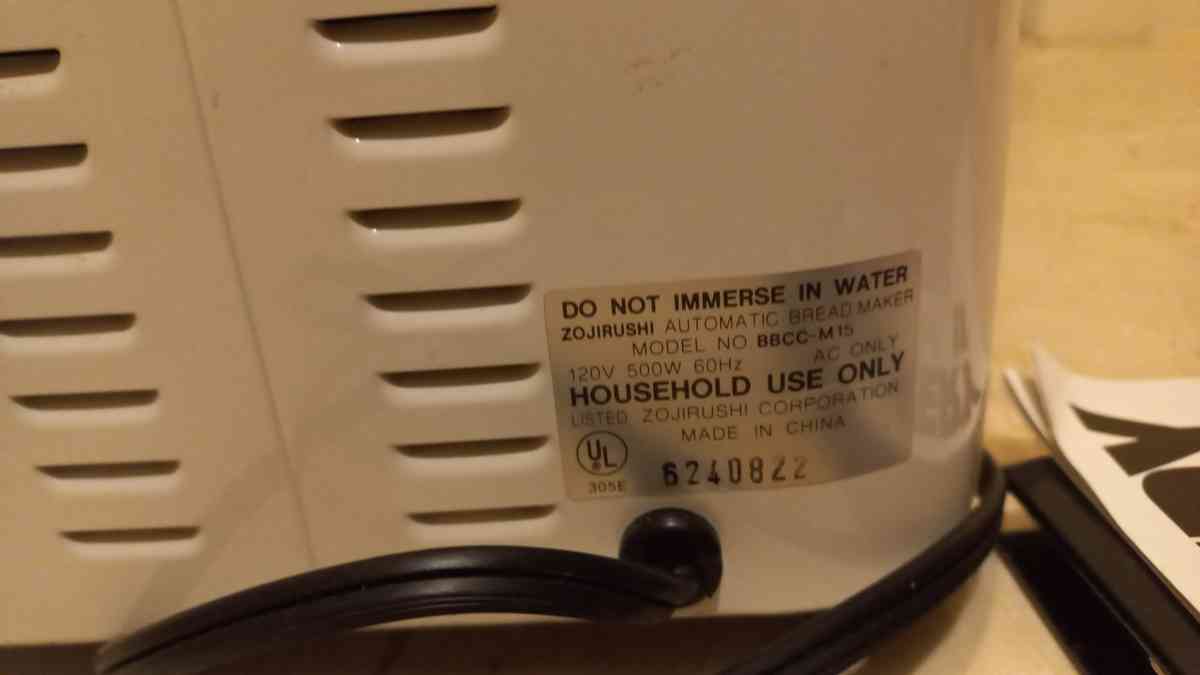 DO NOT IMMERSE IN WATER
ZOJIRUSHI AUTOMATIC BREAD MAKER
MODEL NO BBCC-M15
120V 500W 60Hz AC ONLY
HOUSEHOLD USE ONLY
LISTED ZOJIRUSHI CORPORATION
MADE IN CHINA
UL
305E
6240822